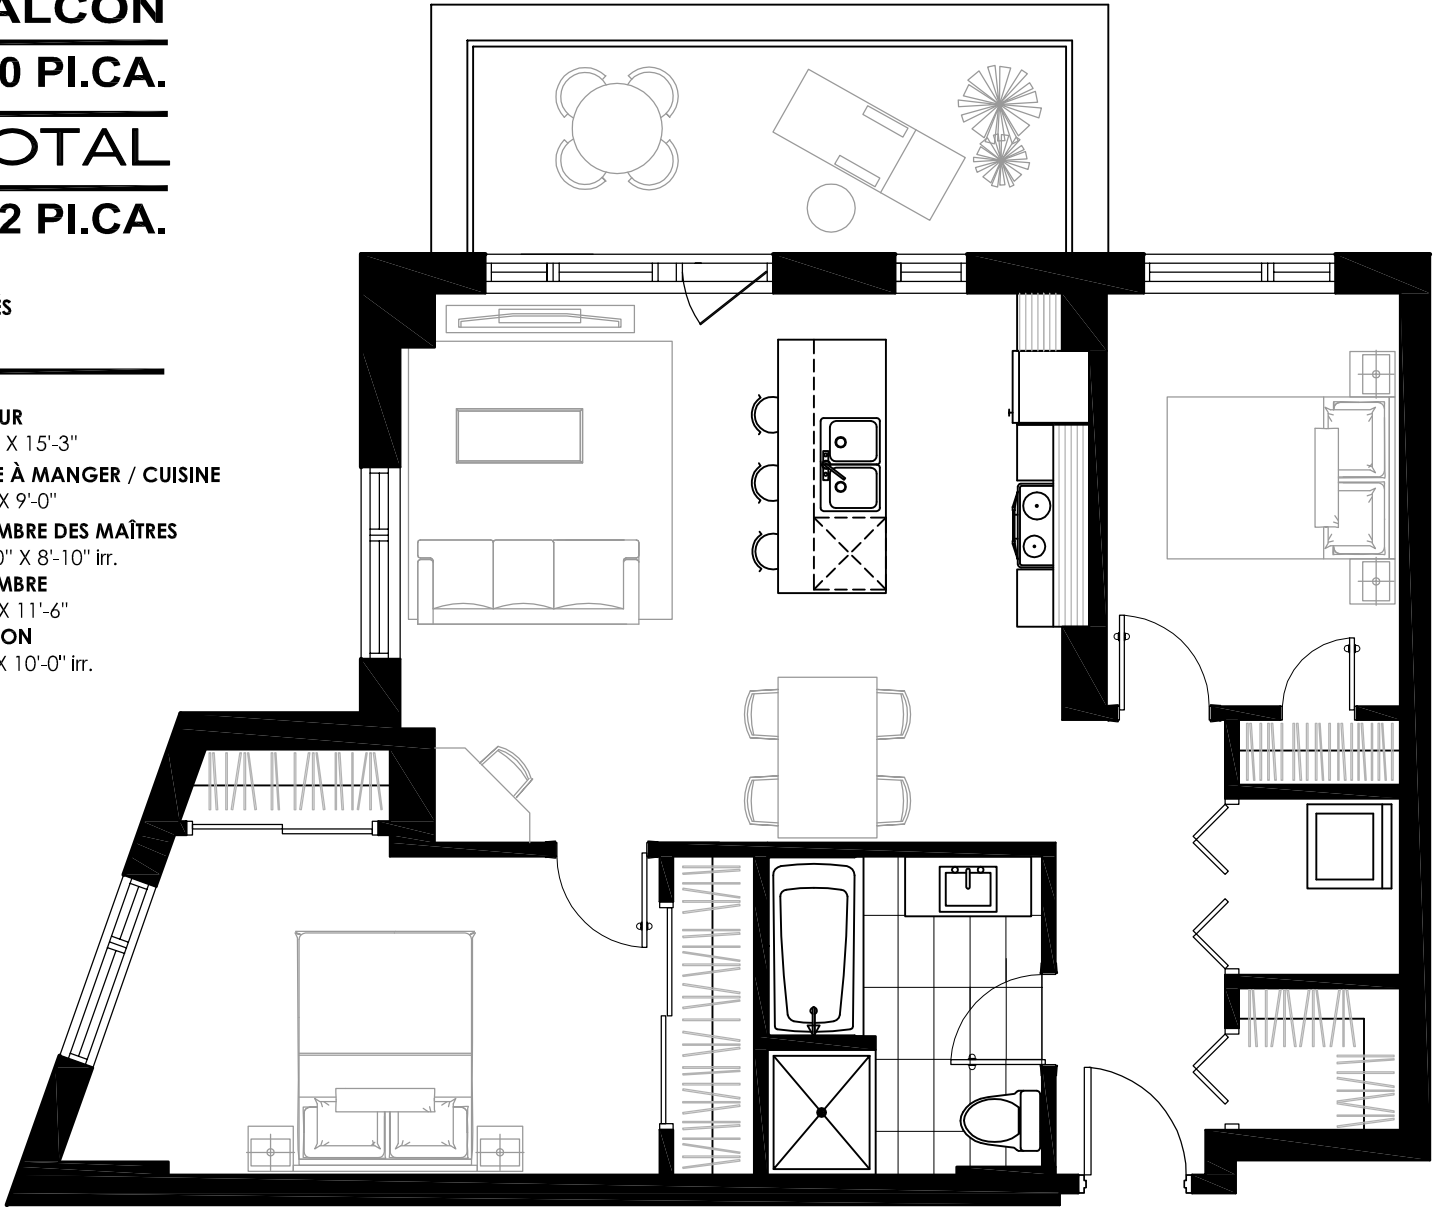 ALCON
0 PI.CA.
OTAL
2 PI.CA.
ÉS
UR
X 15'-3"
E À MANGER / CUISINE
X 9'-0"
MBRE DES MAÎTRES
0" X 8'-10" irr.
MBRE
X 11'-6"
ON
X 10'-0" irr.